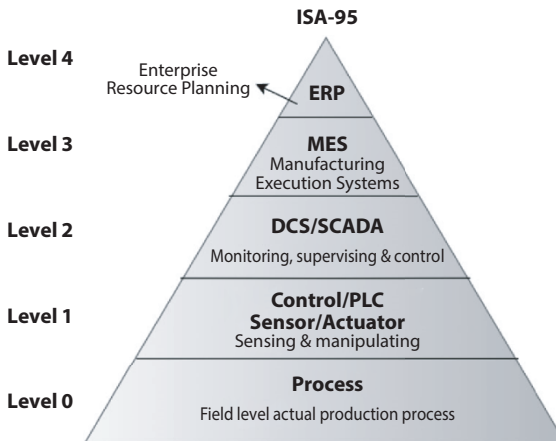 ISA-95
Level 4
Enterprise
Resource Planning
ERP
Level 3
MES
Manufacturing
Execution Systems
Level 2
DCS/SCADA
Monitoring, supervising & control
Level 1
Control/PLC
Sensor/Actuator
Sensing & manipulating
Level 0
Process
Field level actual production process